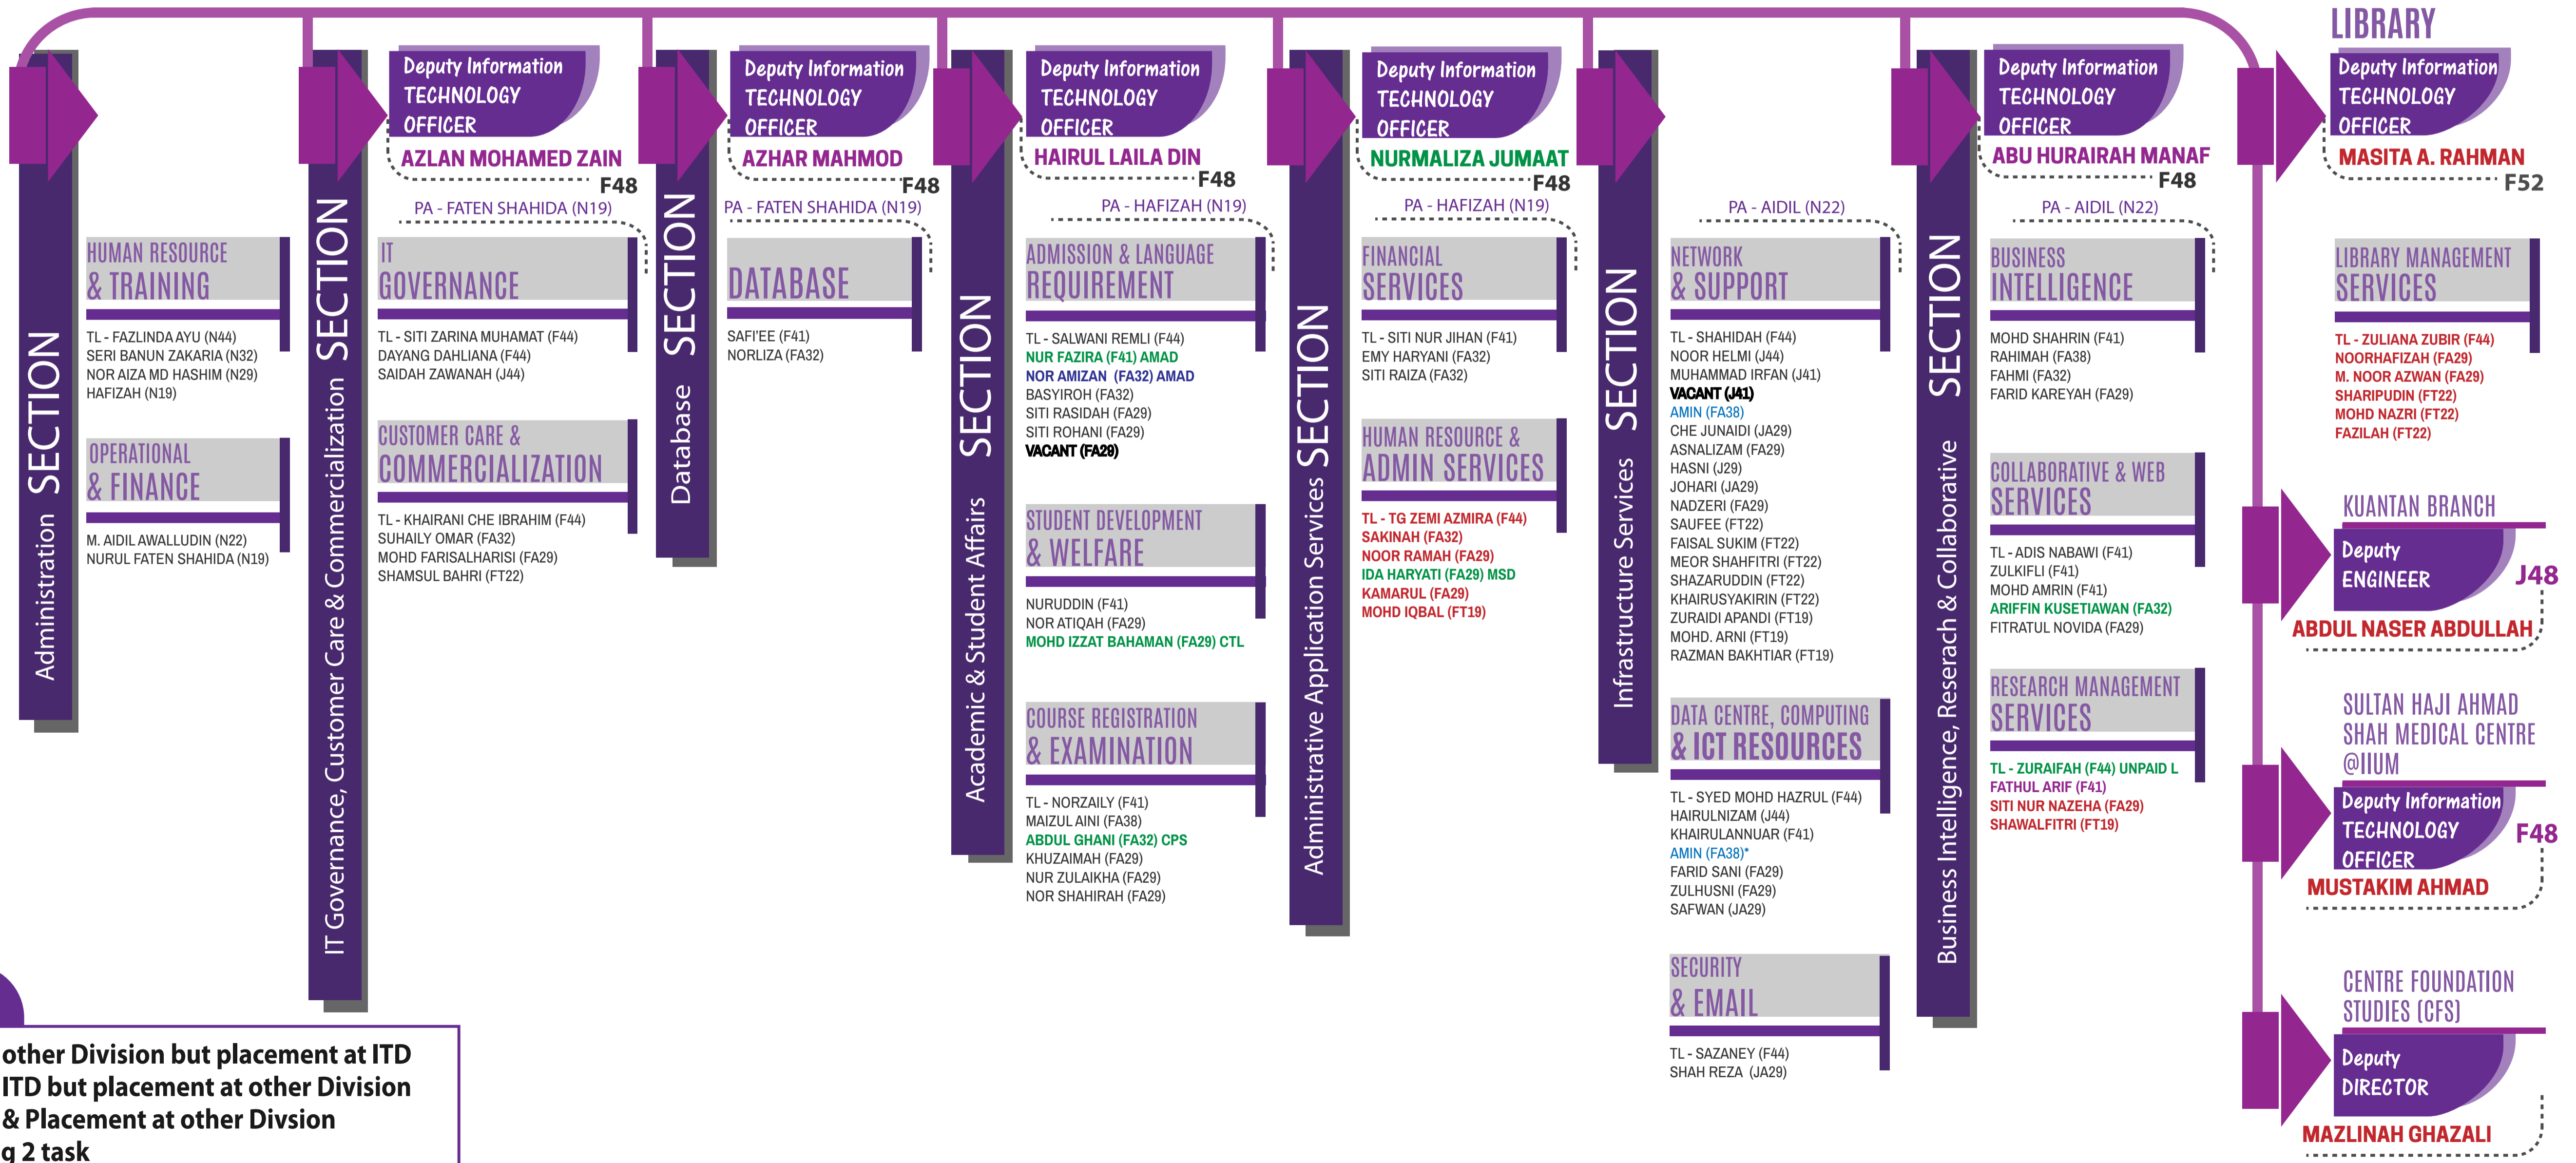 Administration SECTION
HUMAN RESOURCE
& TRAINING
TL - FAZLINDA AYU (N44)
SERI BANUN ZAKARIA (N32)
NOR AIZA MD HASHIM (N29)
HAFIZAH (N19)
OPERATIONAL
& FINANCE
M. AIDIL AWALLUDIN (N22)
NURUL FATEN SHAHIDA (N19)
IT Governance, Customer Care & Commercialization SECTION
Deputy Information
TECHNOLOGY
OFFICER
AZLAN MOHAMED ZAIN
F48
PA - FATEN SHAHIDA (N19)
IT
GOVERNANCE
TL - SITI ZARINA MUHAMAT (F44)
DAYANG DAHLIANA (F44)
SAIDAH ZAWANAH (J44)
CUSTOMER CARE &
COMMERCIALIZATION
TL - KHAIRANI CHE IBRAHIM (F44)
SUHAILY OMAR (FA32)
MOHD FARISALHARISI (FA29)
SHAMSUL BAHRI (FT22)
Database SECTION
Deputy Information
TECHNOLOGY
OFFICER
AZHAR MAHMOD
F48
PA - FATEN SHAHIDA (N19)
DATABASE
SAFI'EE (F41)
NORLIZA (FA32)
Academic & Student Affairs SECTION
Deputy Information
TECHNOLOGY
OFFICER
HAIRUL LAILA DIN
F48
PA - HAFIZAH (N19)
ADMISSION & LANGUAGE
REQUIREMENT
TL - SALWANI REMLI (F44)
NUR FAZIRA (F41) AMAD
NOR AMIZAN (FA32) AMAD
BASYIROH (FA32)
SITI RASIDAH (FA29)
SITI ROHANI (FA29)
VACANT (FA29)
STUDENT DEVELOPMENT
& WELFARE
NURUDDIN (F41)
NOR ATIQAH (FA29)
MOHD IZZAT BAHAMAN (FA29) CTL
COURSE REGISTRATION
& EXAMINATION
TL - NORZAILY (F41)
MAIZUL AINI (FA38)
ABDUL GHANI (FA32) CPS
KHUZAIMAH (FA29)
NUR ZULAIKHA (FA29)
NOR SHAHIRAH (FA29)
Administrative Application Services SECTION
Deputy Information
TECHNOLOGY
OFFICER
NURMALIZA JUMAAT
F48
PA - HAFIZAH (N19)
FINANCIAL
SERVICES
TL - SITI NUR JIHAN (F41)
EMY HARYANI (FA32)
SITI RAIZA (FA32)
HUMAN RESOURCE &
ADMIN SERVICES
TL - TG ZEMI AZMIRA (F44)
SAKINAH (FA32)
NOOR RAMAH (FA29)
IDA HARYATI (FA29) MSD
KAMARUL (FA29)
MOHD IQBAL (FT19)
Infrastructure Services SECTION
PA - AIDIL (N22)
NETWORK
& SUPPORT
TL - SHAHIDAH (F44)
NOOR HELMI (J44)
MUHAMMAD IRFAN (J41)
VACANT (J41)
AMIN (FA38)
CHE JUNAIDI (JA29)
ASNALIZAM (FA29)
HASNI (J29)
JOHARI (JA29)
NADZERI (FA29)
SAUFEE (FT22)
FAISAL SUKIM (FT22)
MEOR SHAHFITRI (FT22)
SHAZARUDDIN (FT22)
KHAIRUSYAKIRIN (FT22)
ZURAIDI APANDI (FT19)
MOHD. ARNI (FT19)
RAZMAN BAKHTIAR (FT19)
DATA CENTRE, COMPUTING
& ICT RESOURCES
TL - SYED MOHD HAZRUL (F44)
HAIRULNIZAM (J44)
KHAIRULANNUAR (F41)
AMIN (FA38)*
FARID SANI (FA29)
ZULHUSNI (FA29)
SAFWAN (JA29)
SECURITY
& EMAIL
TL - SAZANEY (F44)
SHAH REZA (JA29)
Business Intelligence, Reserach & Collaborative SECTION
Deputy Information
TECHNOLOGY
OFFICER
ABU HURAIRAH MANAF
F48
PA - AIDIL (N22)
BUSINESS
INTELLIGENCE
MOHD SHAHRIN (F41)
RAHIMAH (FA38)
FAHMI (FA32)
FARID KAREYAH (FA29)
COLLABORATIVE & WEB
SERVICES
TL - ADIS NABAWI (F41)
ZULKIFLI (F41)
MOHD AMRIN (F41)
ARIFFIN KUSETIAWAN (FA32)
FITRATUL NOVIDA (FA29)
RESEARCH MANAGEMENT
SERVICES
TL - ZURAIFAH (F44) UNPAID L
FATHUL ARIF (F41)
SITI NUR NAZEHA (FA29)
SHAWALFITRI (FT19)
LIBRARY
Deputy Information
TECHNOLOGY
OFFICER
MASITA A. RAHMAN
F52
LIBRARY MANAGEMENT
SERVICES
TL - ZULIANA ZUBIR (F44)
NOORHAFIZAH (FA29)
M. NOOR AZWAN (FA29)
SHARIPUDIN (FT22)
MOHD NAZRI (FT22)
FAZILAH (FT22)
KUANTAN BRANCH
Deputy
ENGINEER
J48
ABDUL NASER ABDULLAH
SULTAN HAJI AHMAD
SHAH MEDICAL CENTRE
@IIUM
Deputy Information
TECHNOLOGY
OFFICER
F48
MUSTAKIM AHMAD
CENTRE FOUNDATION
STUDIES (CFS)
Deputy
DIRECTOR
MAZLINAH GHAZALI
other Division but placement at ITD
ITD but placement at other Division
& Placement at other Divsion
g 2 task